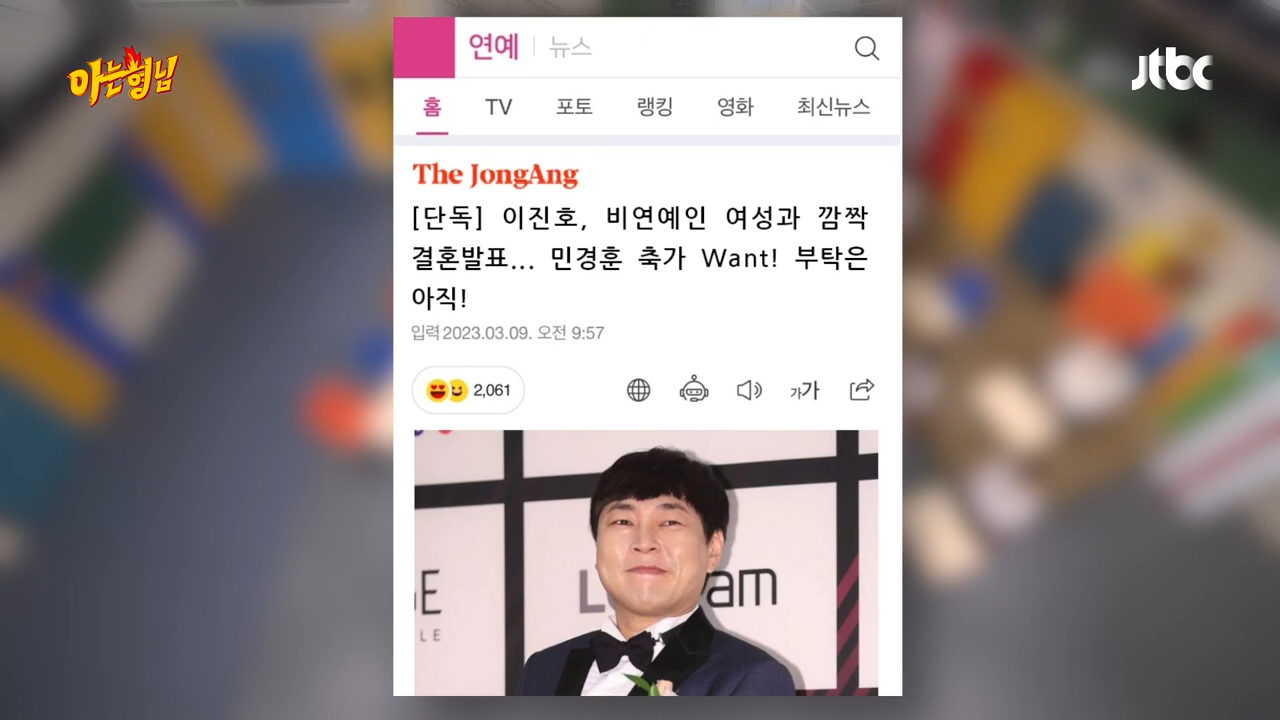 아는형님
jtbc
연예 뉴스
홈 TV 포토 랭킹 영화 최신뉴스
The JongAng
[단독] 이진호, 비연예인 여성과 깜짝
결혼발표... 민경훈 축가 Want! 부탁은
아직!
입력 2023.03.09. 오전 9:57
2,061
가가
GE
LE
L am